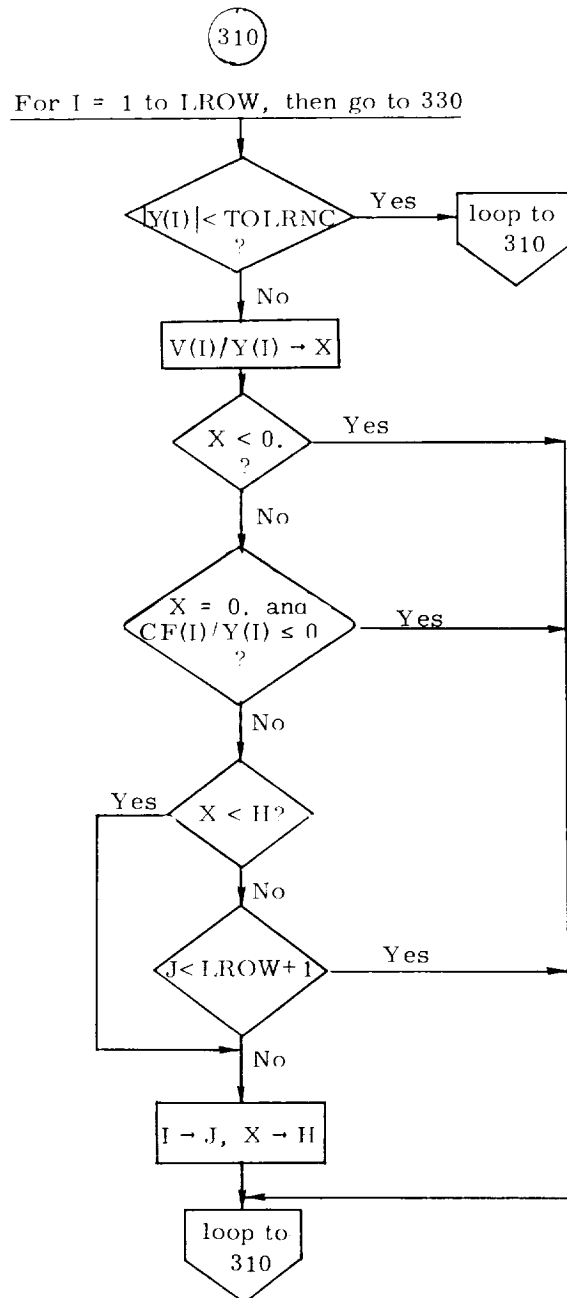 310
For I = 1 to LROW, then go to 330
|Y(I)| < TOLRNC
?
Yes
loop to
310
No
V(I)/Y(I) → X
X < 0.
?
Yes
No
X = 0. and
CF(I)/Y(I) ≤ 0
?
Yes
No
Yes
X < H?
No
J< LROW+ 1
Yes
No
I → J, X → H
loop to
310